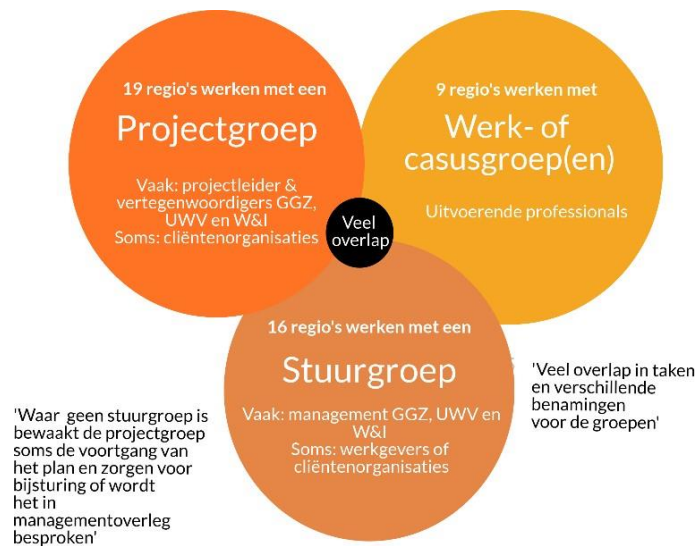 19 regio's werken met een
Projectgroep
Vaak: projectleider &
vertegenwoordigers GGZ,
UWV en W&I
Soms: cliëntenorganisaties
9 regio's werken met
Werk- of
casusgroep(en)
Uitvoerende professionals
Veel
overlap
16 regio's werken met een
Stuurgroep
Vaak: management GGZ, UWV en
W&I
Soms: werkgevers of
cliëntenorganisaties
'Veel overlap in taken
en verschillende
benamingen
voor de groepen'
'Waar geen stuurgroep is
bewaakt de projectgroep
soms de voortgang van
het plan en zorgen voor
bijsturing of wordt
het in
managementoverleg
besproken'